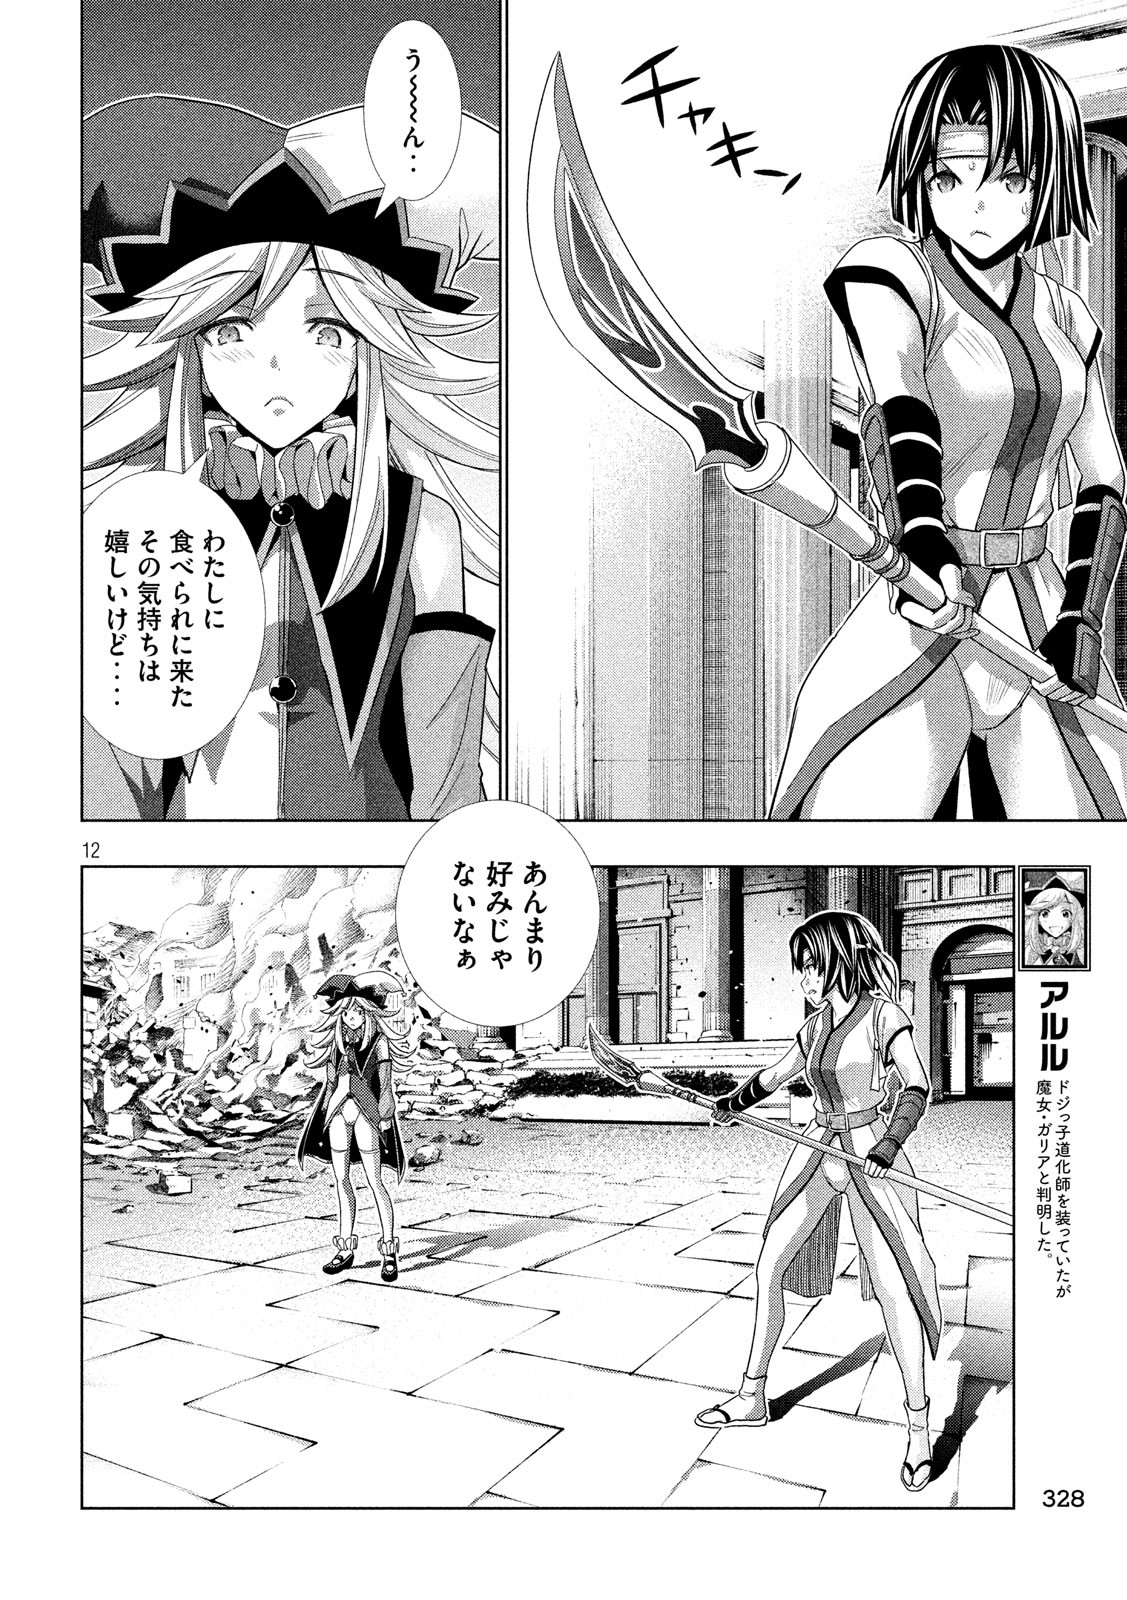 チャキーン
う〜〜〜ん‥
わたしに
食べられに来た
その気持ちは
嬉しいけど‥‥
12
あんまり
好みじゃ
ないなぁ
アルル
ドジっ子道化師を装っていたが
魔女・ガリアと判明した。
328